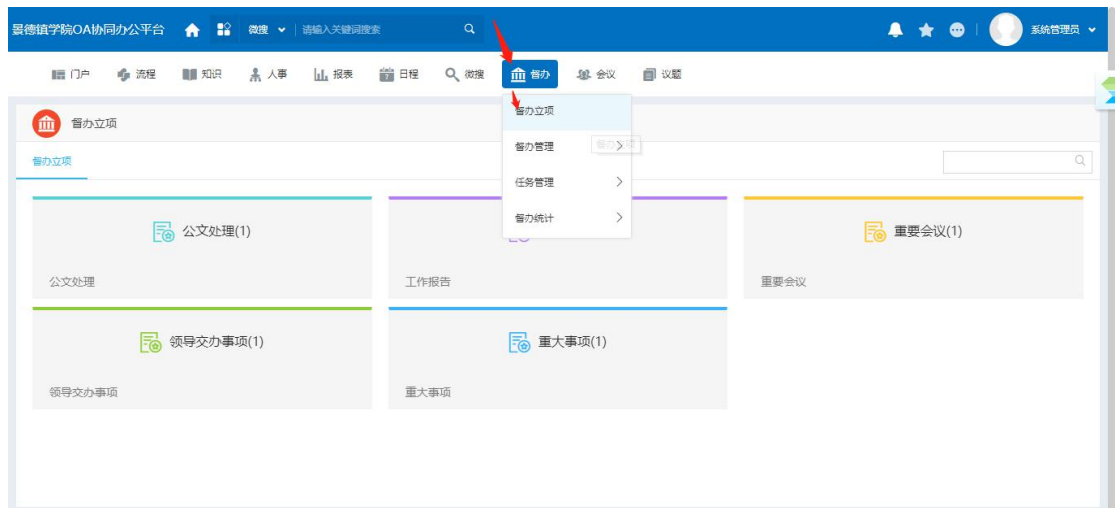 景德镇学院OA协同办公平台 微搜 请输入关键词搜索 系统管理员
门户 流程 知识 人事 报表 日程 微搜 督办 会议 议题
督办立项
督办立项
督办管理
督办立项
任务管理
督办统计
公文处理(1)
重要会议(1)
公文处理
工作报告
重要会议
领导交办事项(1)
重大事项(1)
领导交办事项
重大事项